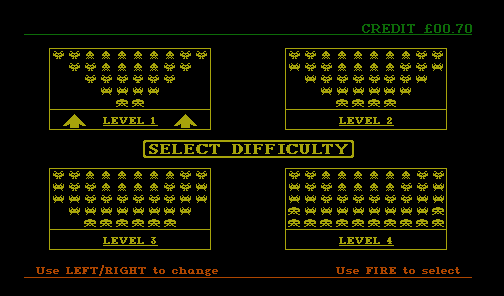 CREDIT £00.70
LEVEL 1
LEVEL 2
SELECT DIFFICULTY
LEVEL 3
LEVEL 4
Use LEFT/RIGHT to change
Use FIRE to select